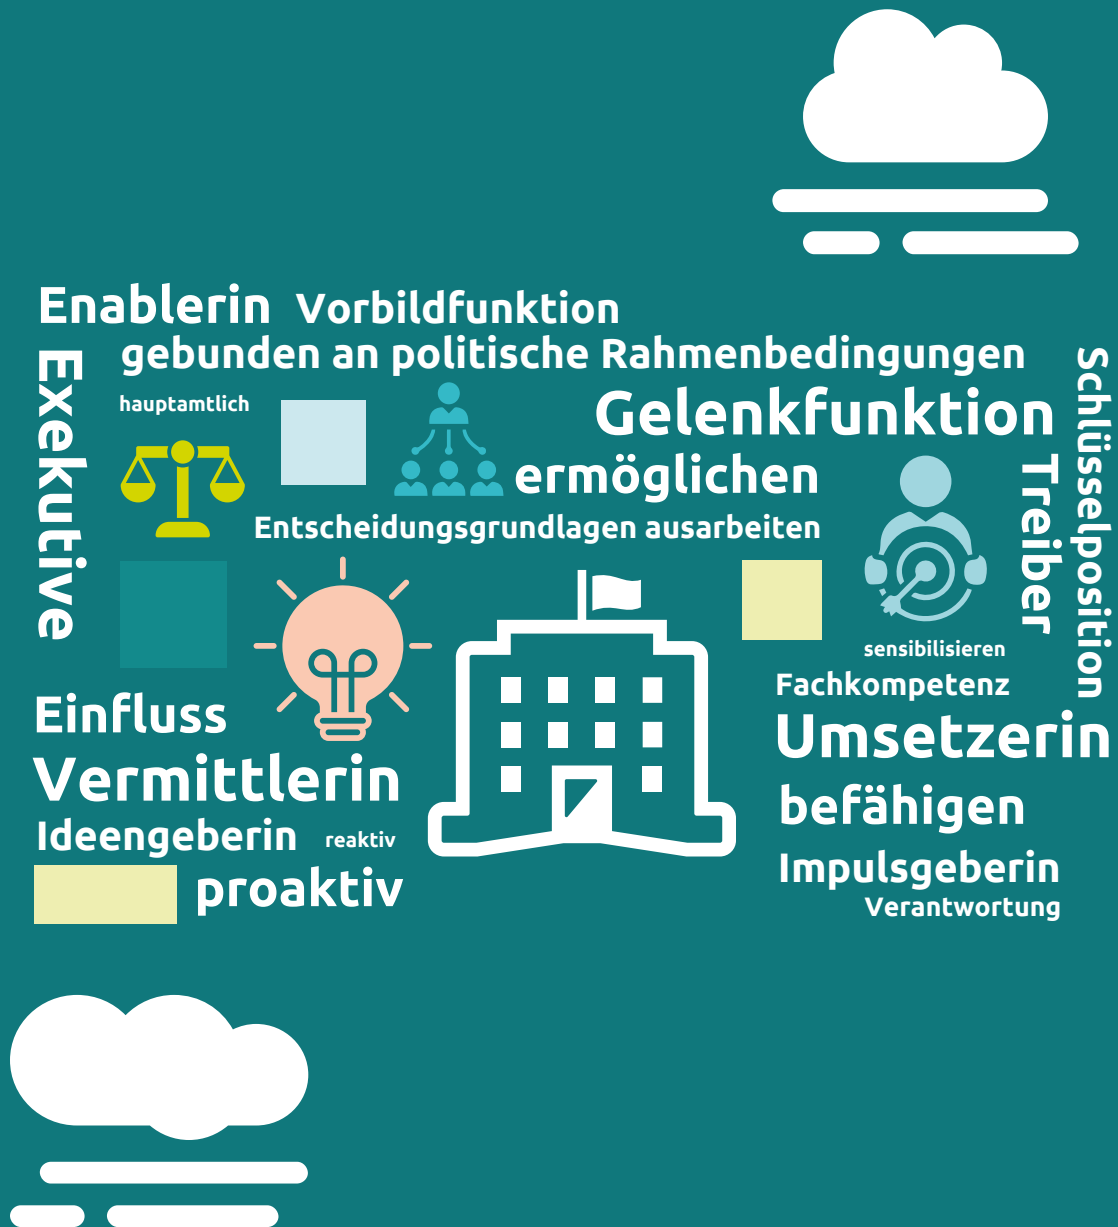 Enablerin Vorbildfunktion
gebunden an politische Rahmenbedingungen
Exekutive
hauptamtlich
Gelenkfunktion
ermöglichen
Entscheidungsgrundlagen ausarbeiten
Schlüsselposition
Treiber
sensibilisieren
Fachkompetenz
Einfluss
Umsetzerin
Vermittlerin
befähigen
Ideengeberin reaktiv
proaktiv
Impulsgeberin
Verantwortung